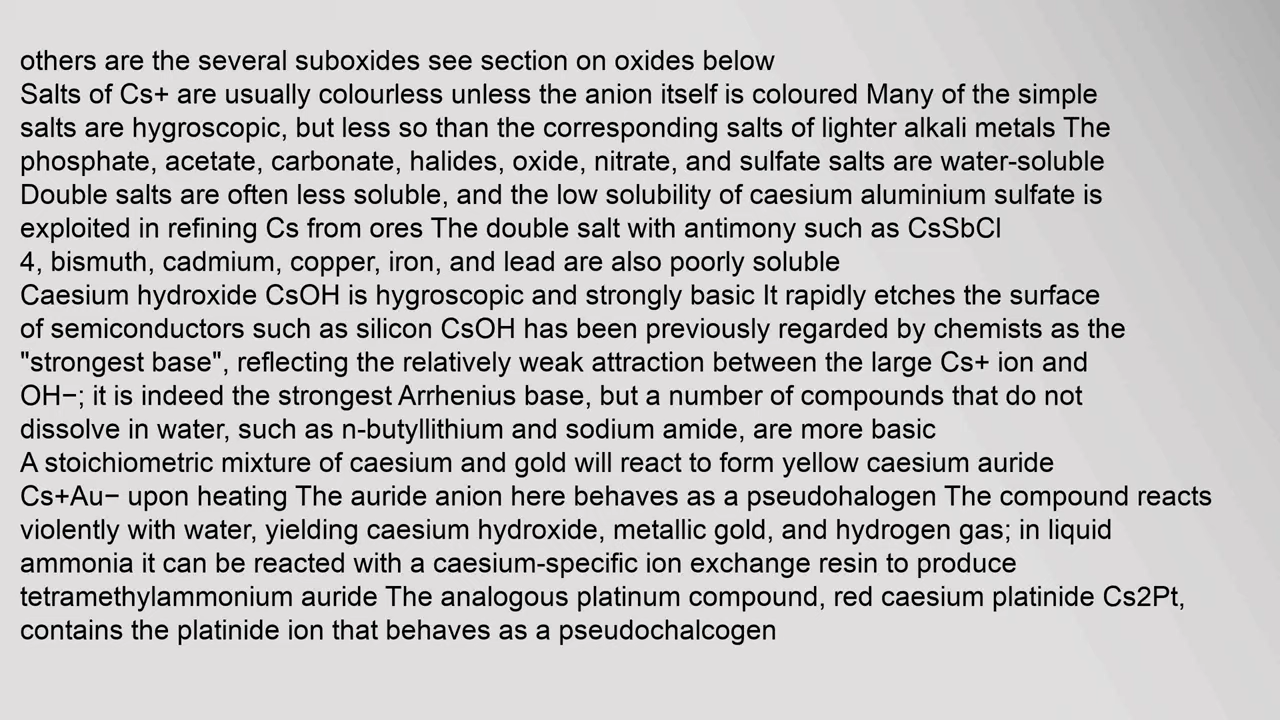 others are the several suboxides see section on oxides below
Salts of Cs+ are usually colourless unless the anion itself is coloured Many of the simple
salts are hygroscopic, but less so than the corresponding salts of lighter alkali metals The
phosphate, acetate, carbonate, halides, oxide, nitrate, and sulfate salts are water-soluble
Double salts are often less soluble, and the low solubility of caesium aluminium sulfate is
exploited in refining Cs from ores The double salt with antimony such as CsSbCl
4, bismuth, cadmium, copper, iron, and lead are also poorly soluble
Caesium hydroxide CsOH is hygroscopic and strongly basic It rapidly etches the surface
of semiconductors such as silicon CsOH has been previously regarded by chemists as the
"strongest base", reflecting the relatively weak attraction between the large Cs+ ion and
OH−; it is indeed the strongest Arrhenius base, but a number of compounds that do not
dissolve in water, such as n-butyllithium and sodium amide, are more basic
A stoichiometric mixture of caesium and gold will react to form yellow caesium auride
Cs+Au− upon heating The auride anion here behaves as a pseudohalogen The compound reacts
violently with water, yielding caesium hydroxide, metallic gold, and hydrogen gas; in liquid
ammonia it can be reacted with a caesium-specific ion exchange resin to produce
tetramethylammonium auride The analogous platinum compound, red caesium platinide Cs2Pt,
contains the platinide ion that behaves as a pseudochalcogen